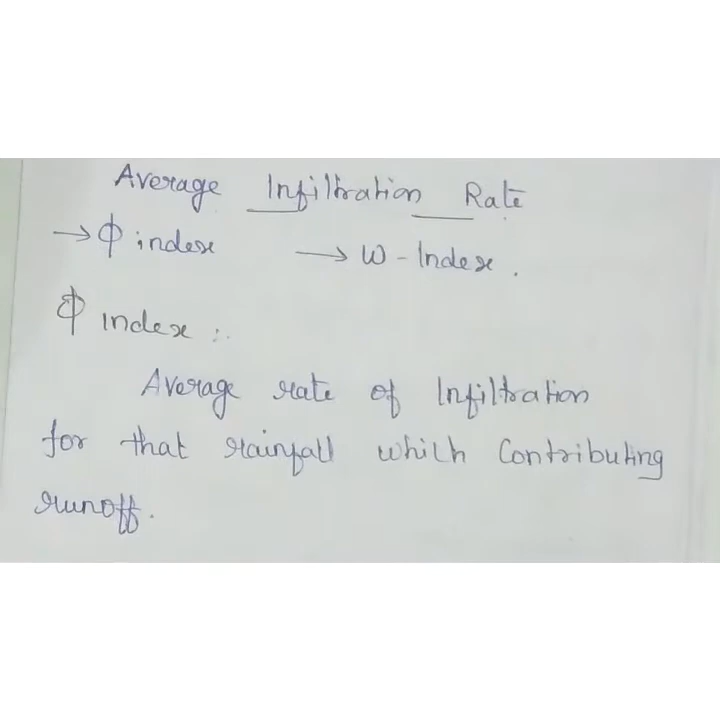 Average Infiltration Rate
→ Φ index → W - Index .
Φ index :.
Average rate of Infiltration
for that rainfall which Contributing
runoff.